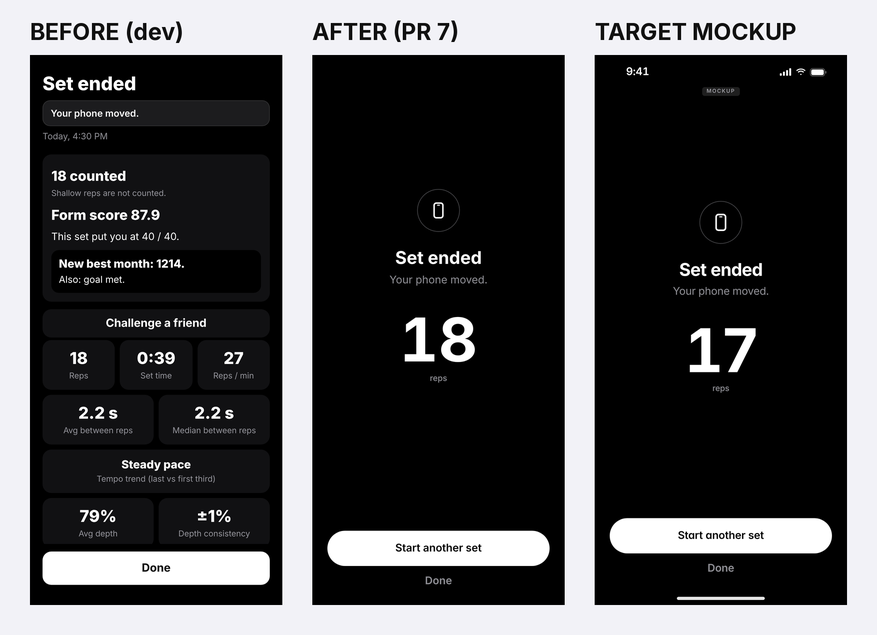 BEFORE (dev)
Set ended
Your phone moved.
Today, 4:30 PM
18 counted
Shallow reps are not counted.
Form score 87.9
This set put you at 40 / 40.
New best month: 1214.
Also: goal met.
Challenge a friend
18 0:39 27
Reps Set time Reps / min
2.2 s 2.2 s
Avg between reps Median between reps
Steady pace
Tempo trend (last vs first third)
79% ±1%
Avg depth Depth consistency
Done
AFTER (PR 7)
Set ended
Your phone moved.
18
reps
Start another set
Done
TARGET MOCKUP
9:41
MOCKUP
Set ended
Your phone moved.
17
reps
Start another set
Done